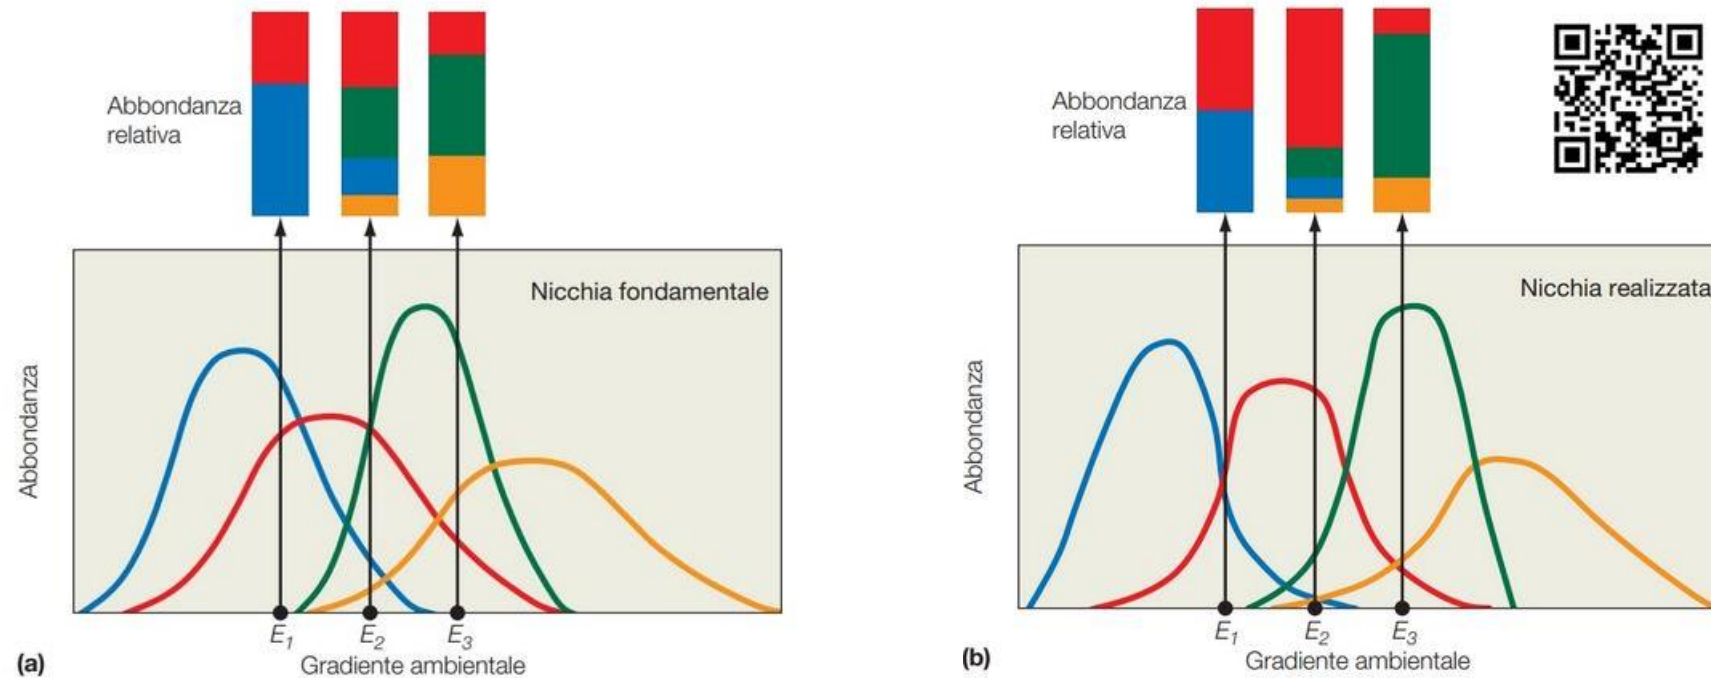 Abbondanza
relativa
Nicchia fondamentale
Abbondanza
E1
E2
E3
Gradiente ambientale
(a)
Abbondanza
relativa
Nicchia realizzata
Abbondanza
E1
E2
E3
Gradiente ambientale
(b)